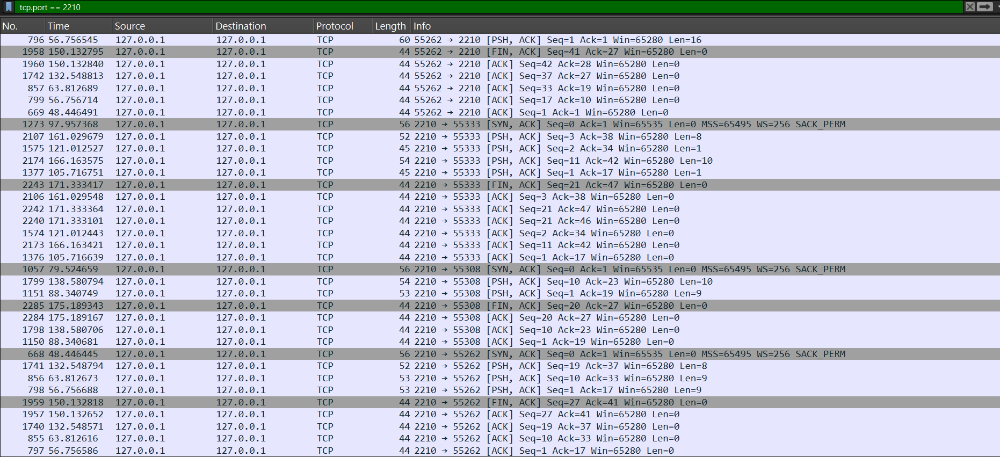 tcp.port == 2210
No. Time Source Destination Protocol Length Info
796 56.756545 127.0.0.1 127.0.0.1 TCP 60 55262 → 2210 [PSH, ACK] Seq=1 Ack=1 Win=65280 Len=16
1958 150.132795 127.0.0.1 127.0.0.1 TCP 44 55262 → 2210 [FIN, ACK] Seq=41 Ack=27 Win=65280 Len=0
1960 150.132840 127.0.0.1 127.0.0.1 TCP 44 55262 → 2210 [ACK] Seq=42 Ack=28 Win=65280 Len=0
1742 132.548813 127.0.0.1 127.0.0.1 TCP 44 55262 → 2210 [ACK] Seq=37 Ack=27 Win=65280 Len=0
857 63.812689 127.0.0.1 127.0.0.1 TCP 44 55262 → 2210 [ACK] Seq=33 Ack=19 Win=65280 Len=0
799 56.756714 127.0.0.1 127.0.0.1 TCP 44 55262 → 2210 [ACK] Seq=17 Ack=10 Win=65280 Len=0
669 48.446491 127.0.0.1 127.0.0.1 TCP 44 55262 → 2210 [ACK] Seq=1 Ack=1 Win=65280 Len=0
1273 97.957368 127.0.0.1 127.0.0.1 TCP 56 2210 → 55333 [SYN, ACK] Seq=0 Ack=1 Win=65535 Len=0 MSS=65495 WS=256 SACK_PERM
2107 161.029679 127.0.0.1 127.0.0.1 TCP 52 2210 → 55333 [PSH, ACK] Seq=3 Ack=38 Win=65280 Len=8
1575 121.012527 127.0.0.1 127.0.0.1 TCP 45 2210 → 55333 [PSH, ACK] Seq=2 Ack=34 Win=65280 Len=1
2174 166.163575 127.0.0.1 127.0.0.1 TCP 54 2210 → 55333 [PSH, ACK] Seq=11 Ack=42 Win=65280 Len=10
1377 105.716751 127.0.0.1 127.0.0.1 TCP 45 2210 → 55333 [PSH, ACK] Seq=1 Ack=17 Win=65280 Len=1
2243 171.333417 127.0.0.1 127.0.0.1 TCP 44 2210 → 55333 [FIN, ACK] Seq=21 Ack=47 Win=65280 Len=0
2106 161.029548 127.0.0.1 127.0.0.1 TCP 44 2210 → 55333 [ACK] Seq=3 Ack=38 Win=65280 Len=0
2242 171.333364 127.0.0.1 127.0.0.1 TCP 44 2210 → 55333 [ACK] Seq=21 Ack=47 Win=65280 Len=0
2240 171.333101 127.0.0.1 127.0.0.1 TCP 44 2210 → 55333 [ACK] Seq=21 Ack=46 Win=65280 Len=0
1574 121.012443 127.0.0.1 127.0.0.1 TCP 44 2210 → 55333 [ACK] Seq=2 Ack=34 Win=65280 Len=0
2173 166.163421 127.0.0.1 127.0.0.1 TCP 44 2210 → 55333 [ACK] Seq=11 Ack=42 Win=65280 Len=0
1376 105.716639 127.0.0.1 127.0.0.1 TCP 44 2210 → 55333 [ACK] Seq=1 Ack=17 Win=65280 Len=0
1057 79.524659 127.0.0.1 127.0.0.1 TCP 56 2210 → 55308 [SYN, ACK] Seq=0 Ack=1 Win=65535 Len=0 MSS=65495 WS=256 SACK_PERM
1799 138.580794 127.0.0.1 127.0.0.1 TCP 54 2210 → 55308 [PSH, ACK] Seq=10 Ack=23 Win=65280 Len=10
1151 88.340749 127.0.0.1 127.0.0.1 TCP 53 2210 → 55308 [PSH, ACK] Seq=1 Ack=19 Win=65280 Len=9
2285 175.189343 127.0.0.1 127.0.0.1 TCP 44 2210 → 55308 [FIN, ACK] Seq=20 Ack=27 Win=65280 Len=0
2284 175.189167 127.0.0.1 127.0.0.1 TCP 44 2210 → 55308 [ACK] Seq=20 Ack=27 Win=65280 Len=0
1798 138.580706 127.0.0.1 127.0.0.1 TCP 44 2210 → 55308 [ACK] Seq=10 Ack=23 Win=65280 Len=0
1150 88.340681 127.0.0.1 127.0.0.1 TCP 44 2210 → 55308 [ACK] Seq=1 Ack=19 Win=65280 Len=0
668 48.446445 127.0.0.1 127.0.0.1 TCP 56 2210 → 55262 [SYN, ACK] Seq=0 Ack=1 Win=65535 Len=0 MSS=65495 WS=256 SACK_PERM
1741 132.548794 127.0.0.1 127.0.0.1 TCP 52 2210 → 55262 [PSH, ACK] Seq=19 Ack=37 Win=65280 Len=8
856 63.812673 127.0.0.1 127.0.0.1 TCP 53 2210 → 55262 [PSH, ACK] Seq=10 Ack=33 Win=65280 Len=9
798 56.756688 127.0.0.1 127.0.0.1 TCP 53 2210 → 55262 [PSH, ACK] Seq=1 Ack=17 Win=65280 Len=9
1959 150.132818 127.0.0.1 127.0.0.1 TCP 44 2210 → 55262 [FIN, ACK] Seq=27 Ack=41 Win=65280 Len=0
1957 150.132652 127.0.0.1 127.0.0.1 TCP 44 2210 → 55262 [ACK] Seq=27 Ack=41 Win=65280 Len=0
1740 132.548571 127.0.0.1 127.0.0.1 TCP 44 2210 → 55262 [ACK] Seq=19 Ack=37 Win=65280 Len=0
855 63.812616 127.0.0.1 127.0.0.1 TCP 44 2210 → 55262 [ACK] Seq=10 Ack=33 Win=65280 Len=0
797 56.756586 127.0.0.1 127.0.0.1 TCP 44 2210 → 55262 [ACK] Seq=1 Ack=17 Win=65280 Len=0